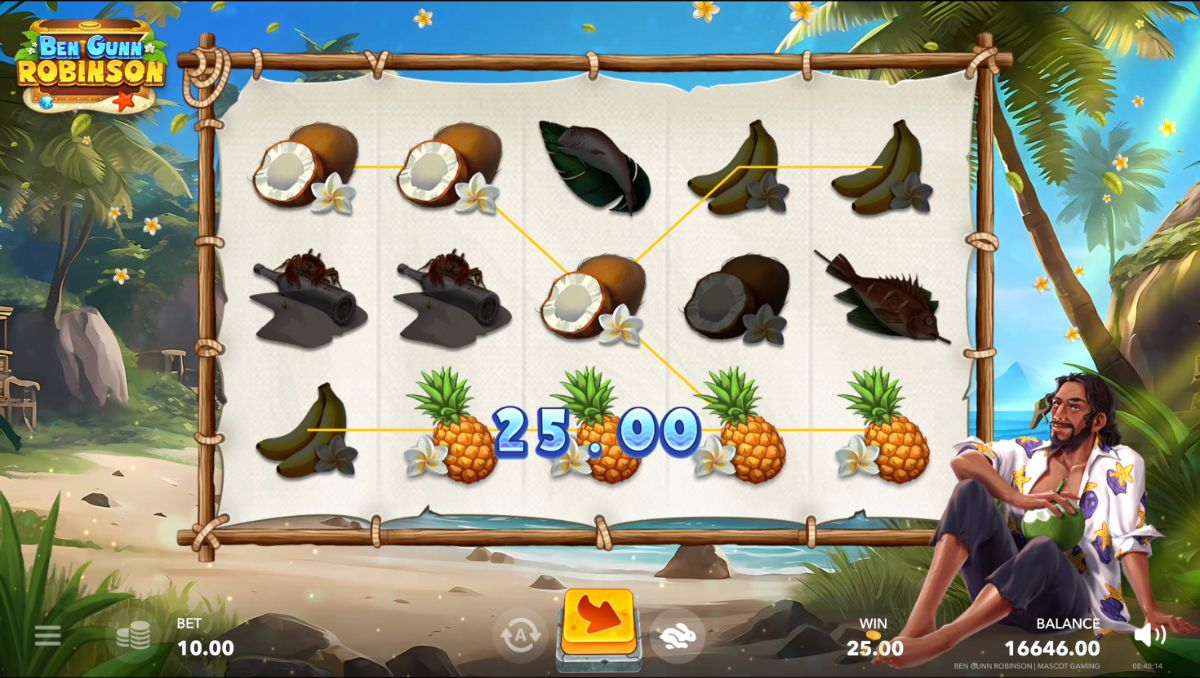 BEN GUNN
ROBINSON
25.00
BET
10.00
A
WIN
25.00
BALANCE
16646.00
BEN GUNN ROBINSON | MASCOT GAMING
08:40:14